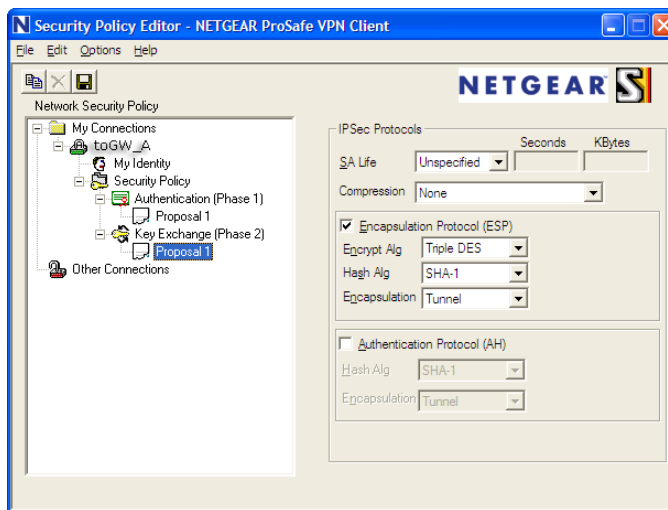 Security Policy Editor - NETGEAR ProSafe VPN Client
File Edit Options Help
NETGEAR
Network Security Policy
My Connections
toGW_A
My Identity
Security Policy
Authentication (Phase 1)
Proposal 1
Key Exchange (Phase 2)
Proposal 1
Other Connections
IPSec Protocols
Seconds KBytes
SA Life Unspecified
Compression None
Encapsulation Protocol (ESP)
Encrypt Alg Triple DES
Hash Alg SHA-1
Encapsulation Tunnel
Authentication Protocol (AH)
Hash Alg SHA-1
Encapsulation Tunnel